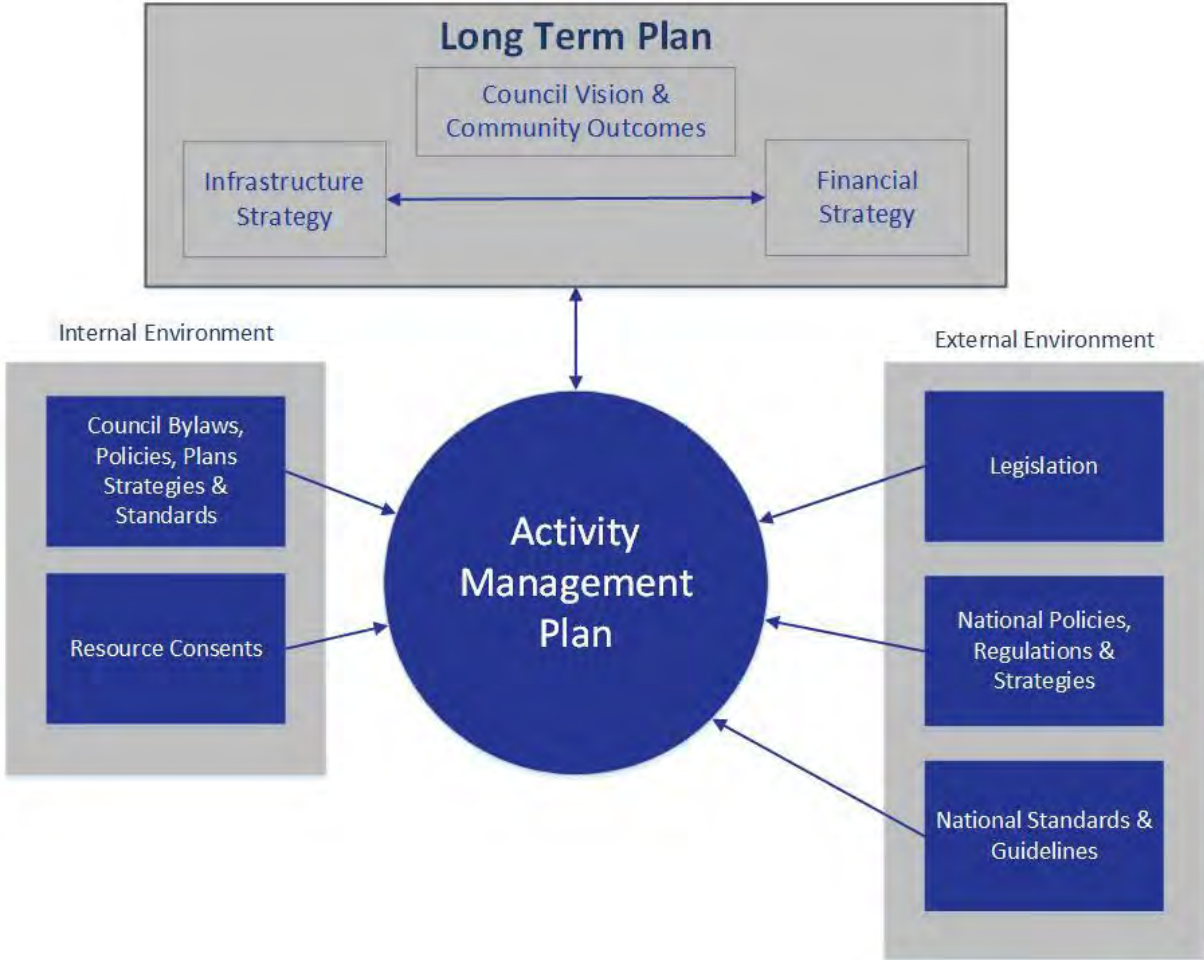 Long Term Plan
Council Vision &
Community Outcomes
Infrastructure
Strategy
Financial
Strategy
Internal Environment
External Environment
Council Bylaws,
Policies, Plans
Strategies &
Standards
Resource Consents
Activity
Management
Plan
Legislation
National Policies,
Regulations &
Strategies
National Standards &
Guidelines